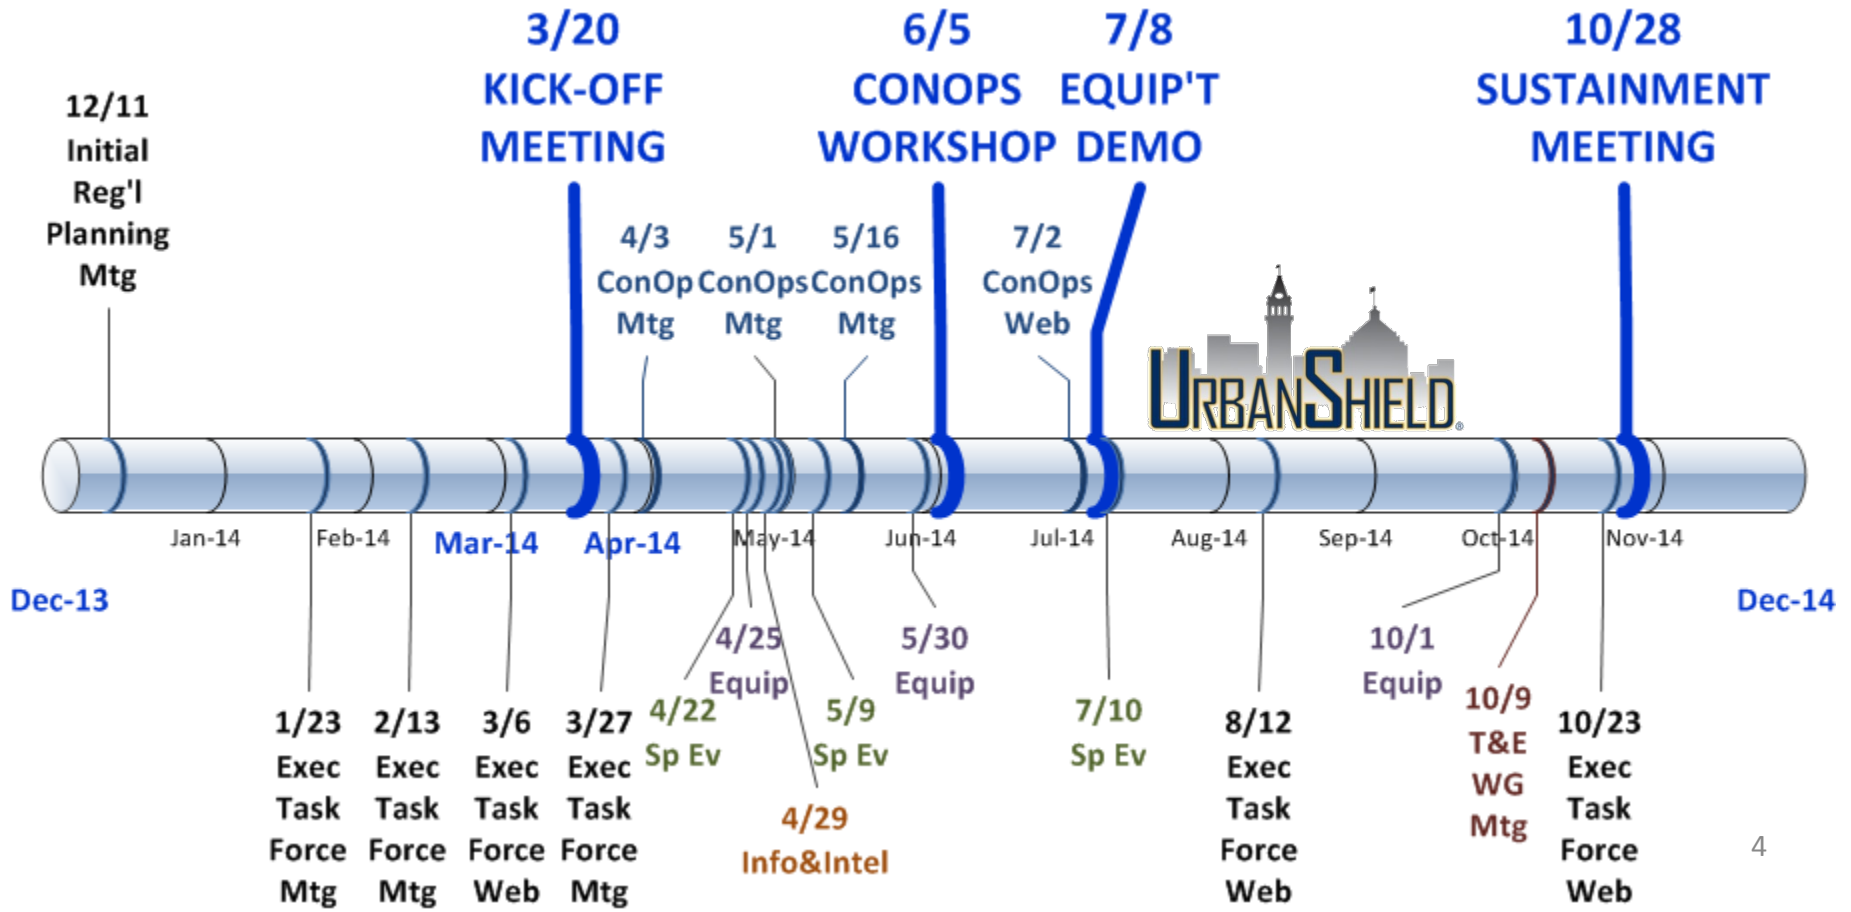 3/20
KICK-OFF
MEETING
6/5
CONOPS
WORKSHOP
7/8
EQUIP'T
DEMO
10/28
SUSTAINMENT
MEETING
12/11
Initial
Reg'l
Planning
Mtg
4/3
ConOp
Mtg
5/1
ConOps
Mtg
5/16
ConOps
Mtg
7/2
ConOps
Web
URBANSHIELD®
Jan-14
Feb-14
Mar-14
Apr-14
May-14
Jun-14
Jul-14
Aug-14
Sep-14
Oct-14
Nov-14
Dec-13
Dec-14
1/23
Exec
Task
Force
Mtg
2/13
Exec
Task
Force
Mtg
3/6
Exec
Task
Force
Web
3/27
Exec
Task
Force
Mtg
4/22
Sp Ev
4/25
Equip
4/29
Info&Intel
5/9
Sp Ev
5/30
Equip
7/10
Sp Ev
8/12
Exec
Task
Force
Web
10/1
Equip
10/9
T&E
WG
Mtg
10/23
Exec
Task
Force
Web
4